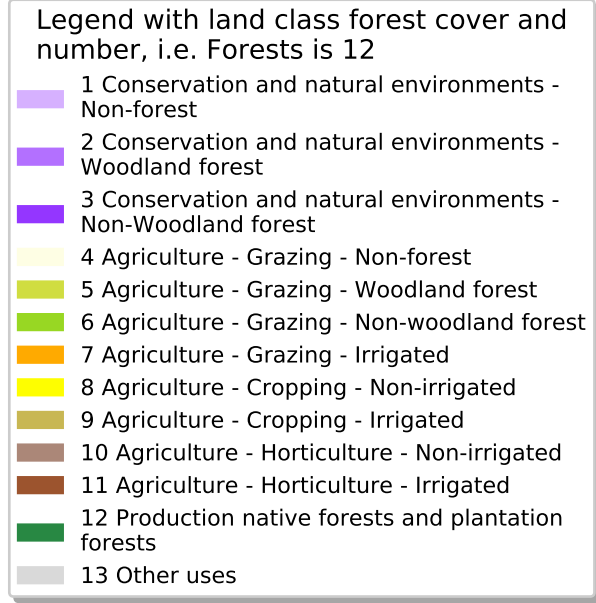 Legend with land class forest cover and
number, i.e. Forests is 12
1 Conservation and natural environments -
Non-forest
2 Conservation and natural environments -
Woodland forest
3 Conservation and natural environments -
Non-Woodland forest
4 Agriculture - Grazing - Non-forest
5 Agriculture - Grazing - Woodland forest
6 Agriculture - Grazing - Non-woodland forest
7 Agriculture - Grazing - Irrigated
8 Agriculture - Cropping - Non-irrigated
9 Agriculture - Cropping - Irrigated
10 Agriculture - Horticulture - Non-irrigated
11 Agriculture - Horticulture - Irrigated
12 Production native forests and plantation
forests
13 Other uses